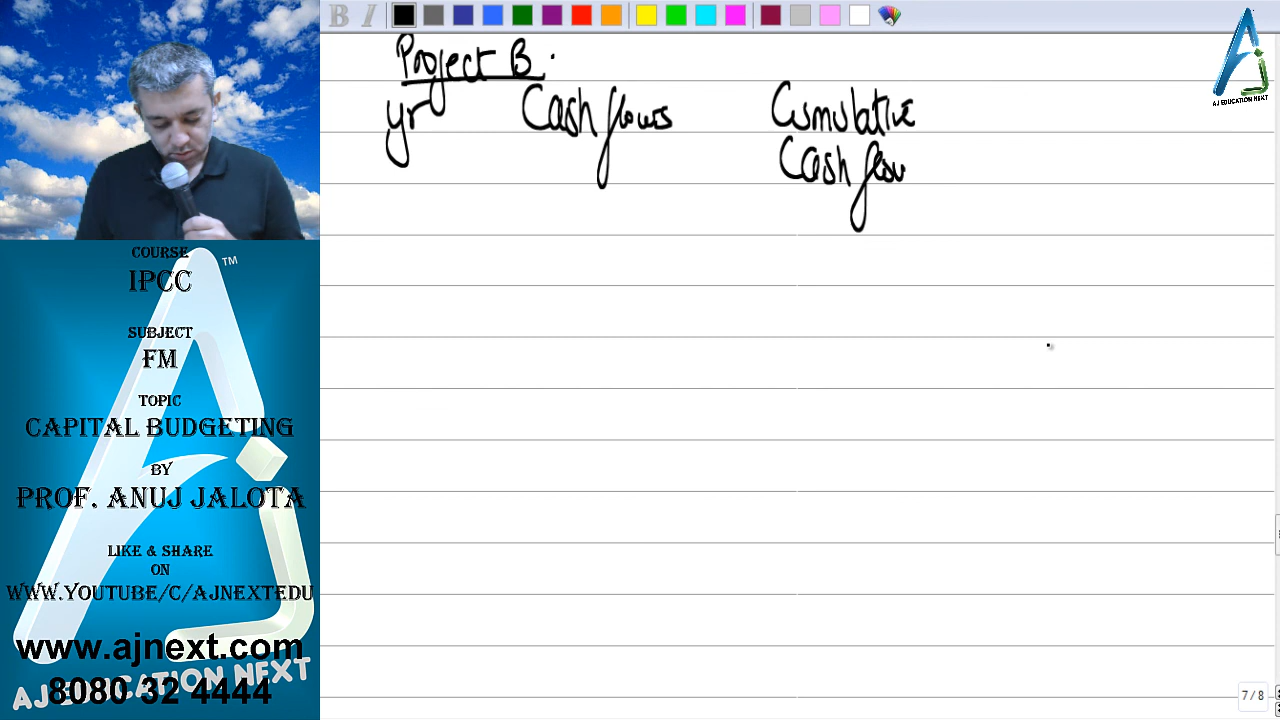 B I
AJ EDUCATION NEXT
Project B.
yr Cash flows Cumulative
Cash flow
COURSE
IPCC
SUBJECT
FM
TOPIC
CAPITAL BUDGETING
BY
PROF. ANUJ JALOTA
LIKE & SHARE
ON
WWW.YOUTUBE/C/AJNEXTEDU
www.ajnext.com
8080 32 4444
AJ EDUCATION NEXT
TM
7/8